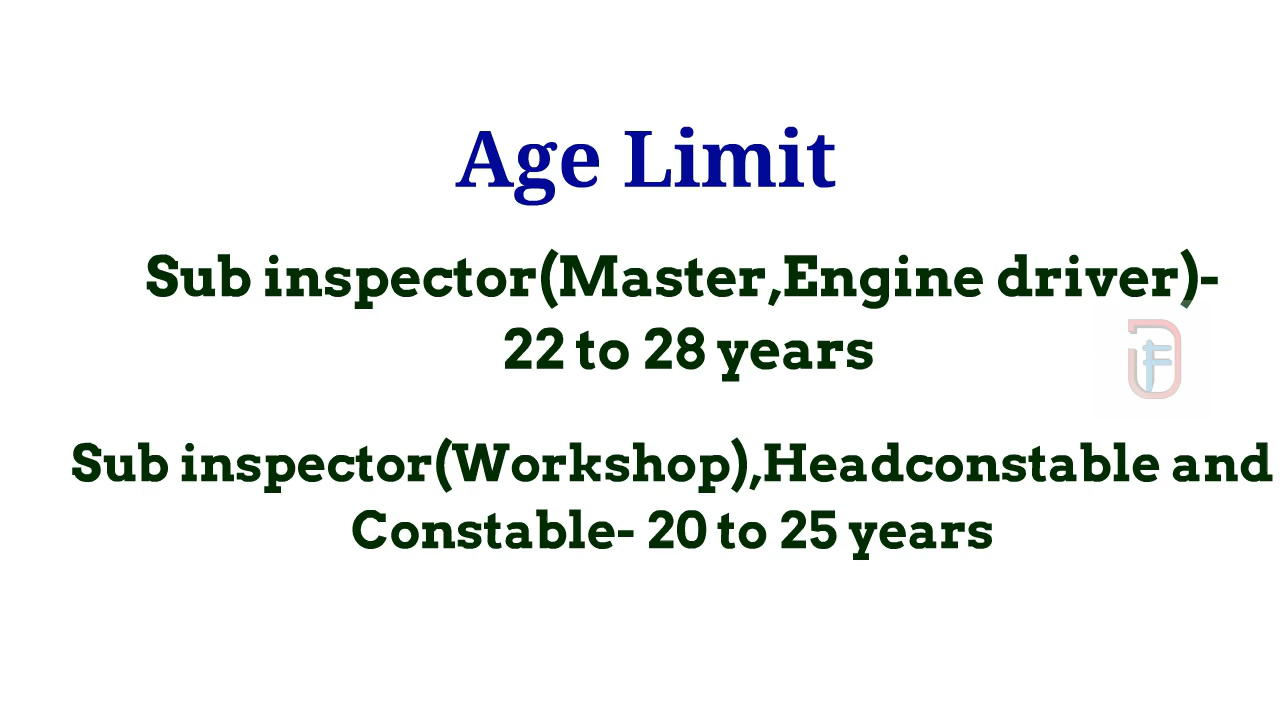 Age Limit
Sub inspector(Master,Engine driver)-
22 to 28 years
Sub inspector(Workshop),Headconstable and
Constable- 20 to 25 years